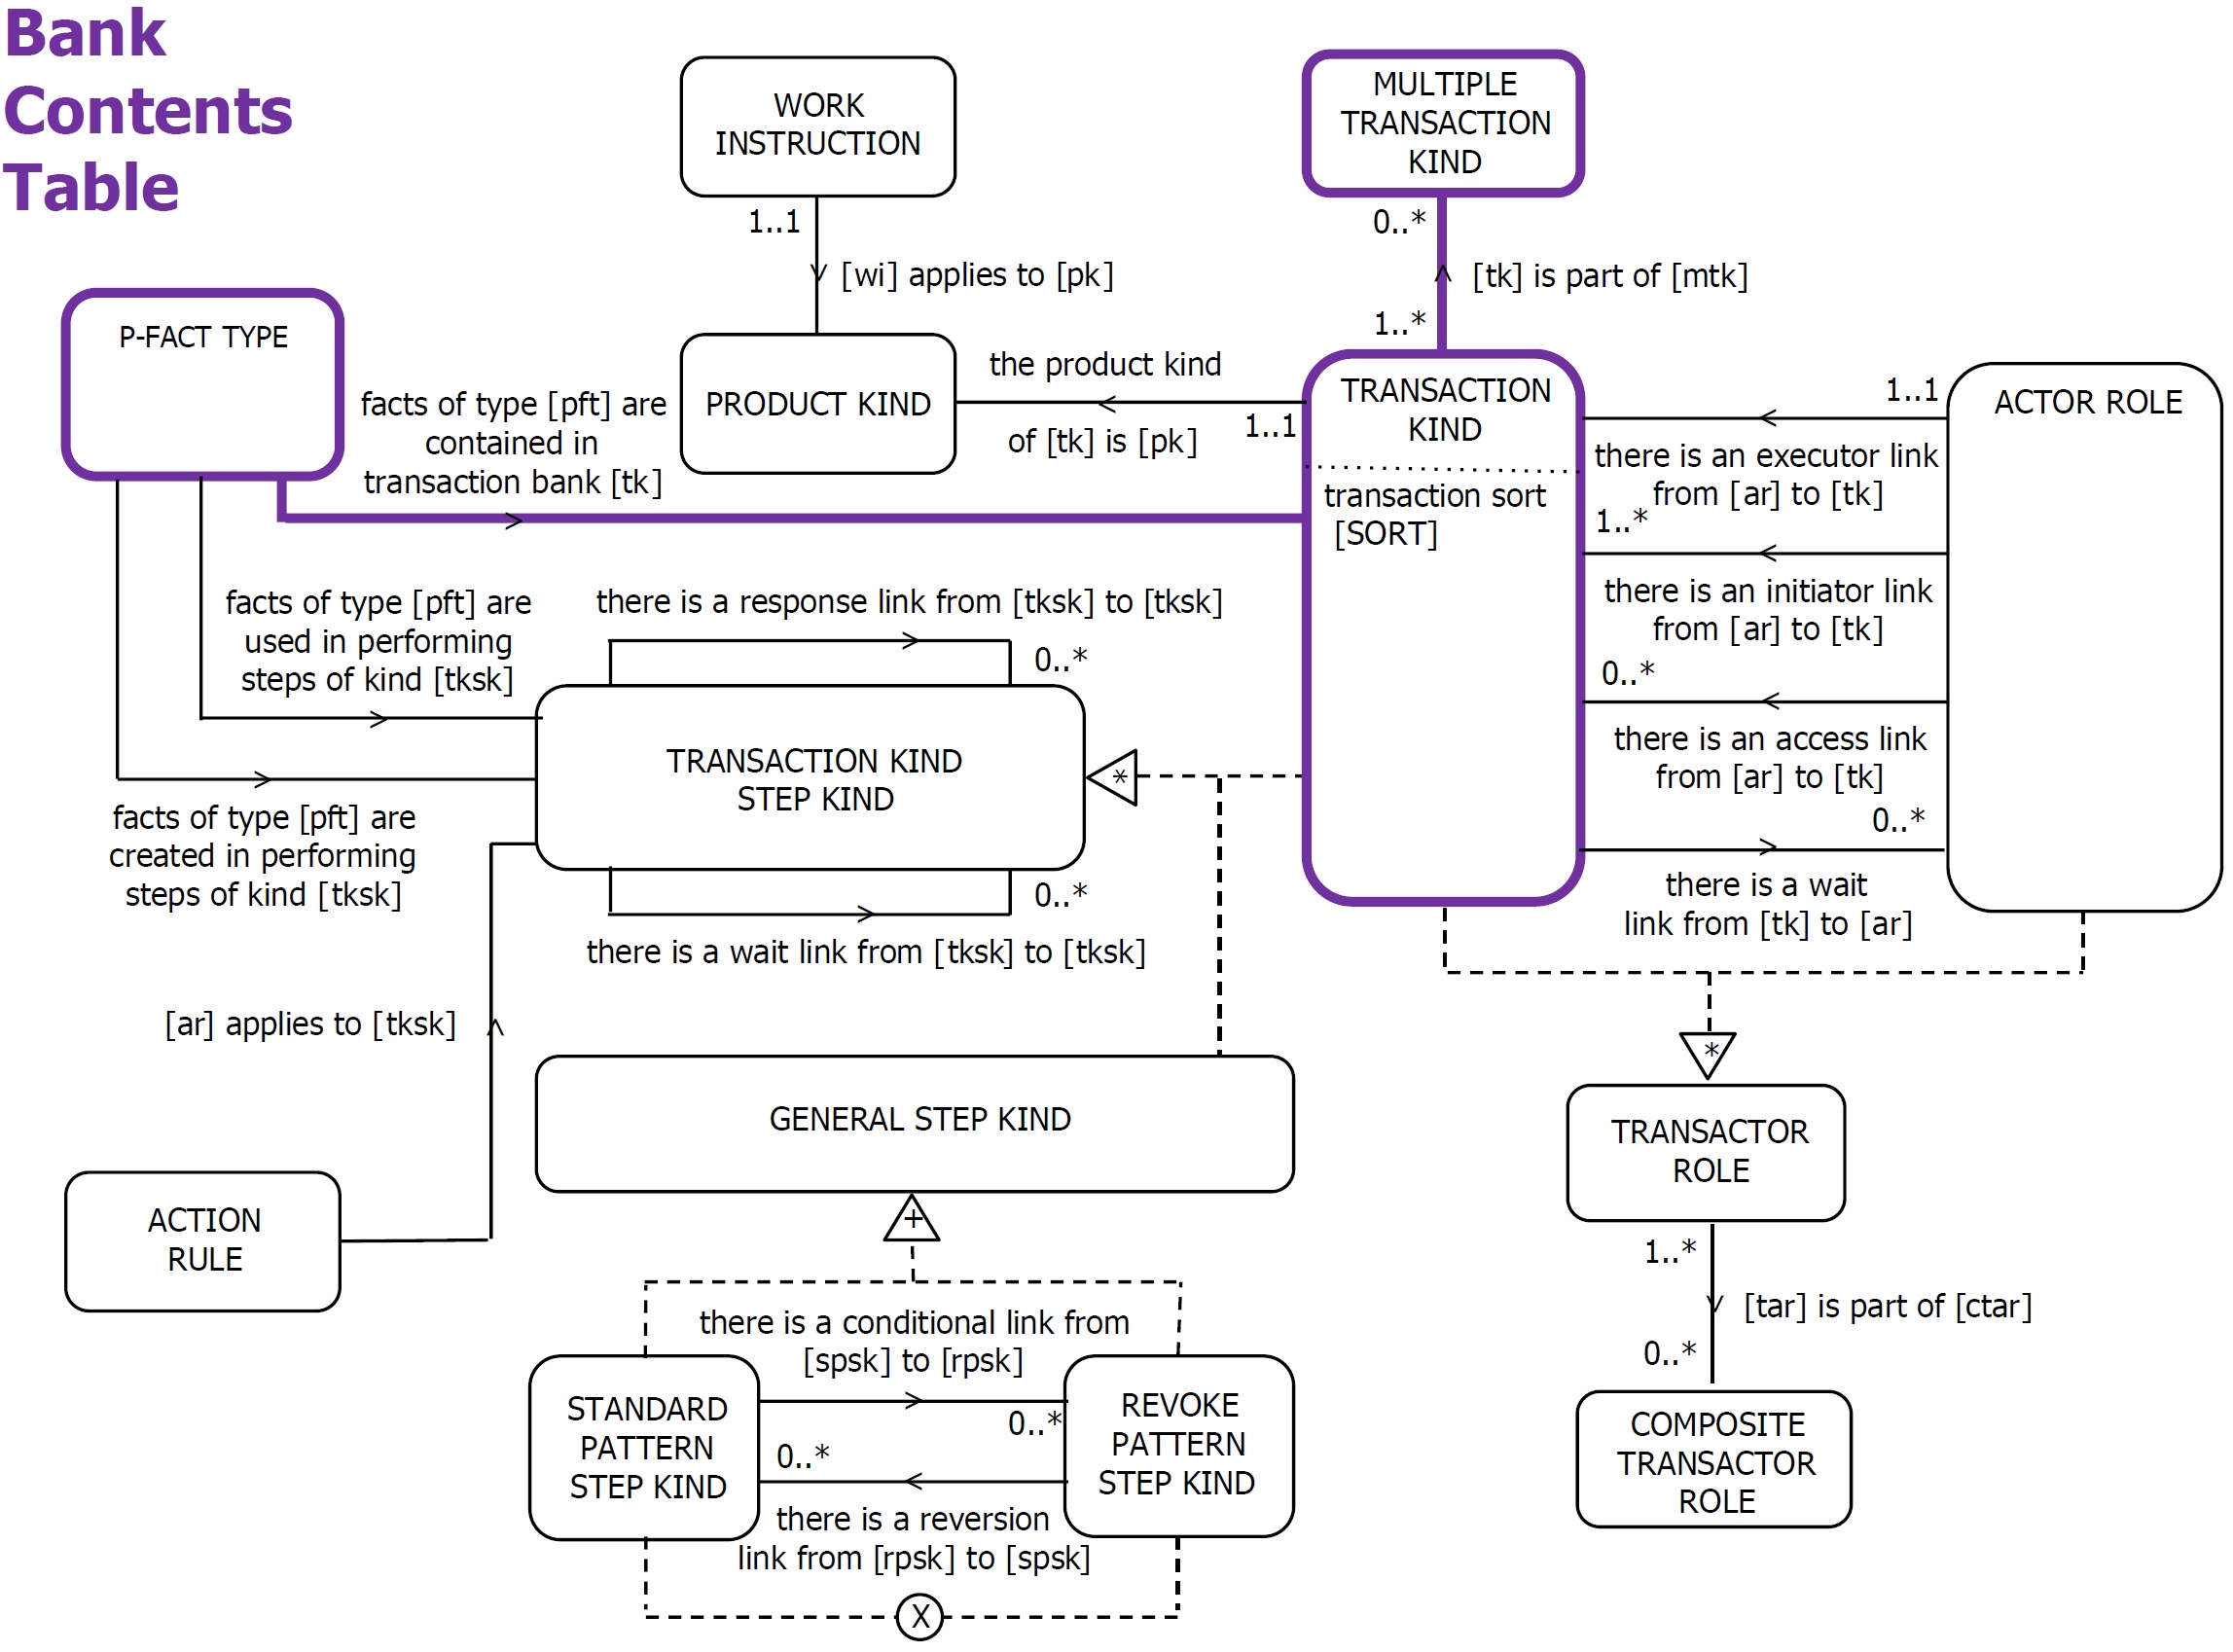 Bank
Contents
Table
WORK
INSTRUCTION
1..1
[wi] applies to [pk]
MULTIPLE
TRANSACTION
KIND
0..*
[tk] is part of [mtk]
1..*
P-FACT TYPE
facts of type [pft] are
contained in
transaction bank [tk]
PRODUCT KIND
the product kind
of [tk] is [pk]
1..1
TRANSACTION
KIND
transaction sort
[SORT]
1..1
ACTOR ROLE
there is an executor link
from [ar] to [tk]
1..*
there is an initiator link
from [ar] to [tk]
0..*
there is an access link
from [ar] to [tk]
0..*
there is a wait
link from [tk] to [ar]
facts of type [pft] are
used in performing
steps of kind [tksk]
there is a response link from [tksk] to [tksk]
0..*
TRANSACTION KIND
STEP KIND
*
facts of type [pft] are
created in performing
steps of kind [tksk]
0..*
there is a wait link from [tksk] to [tksk]
[ar] applies to [tksk]
GENERAL STEP KIND
*
TRANSACTOR
ROLE
ACTION
RULE
+
1..*
[tar] is part of [ctar]
0..*
there is a conditional link from
[spsk] to [rpsk]
STANDARD
PATTERN
STEP KIND
0..*
0..*
REVOKE
PATTERN
STEP KIND
there is a reversion
link from [rpsk] to [spsk]
COMPOSITE
TRANSACTOR
ROLE
X